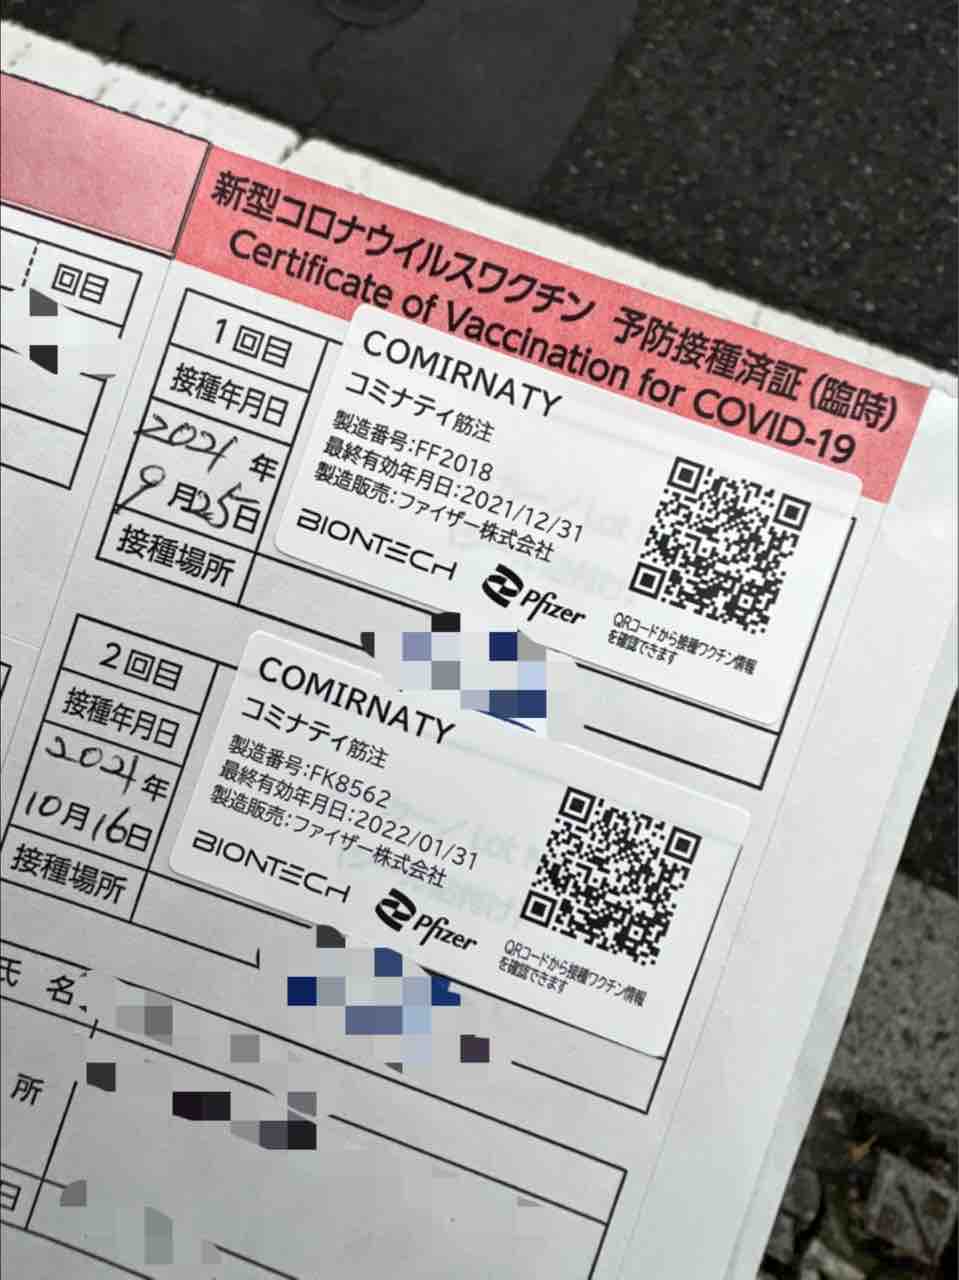 回目
新型コロナウイルスワクチン 予防接種済証(臨時)
Certificate of Vaccination for COVID-19
1回目
接種年月日
2021年
9月25日
接種場所
COMIRNATY
コミナティ筋注
製造番号:FF2018
最終有効年月日:2021/12/31
製造販売:ファイザー株式会社
BIONTECH
Pfizer
QRコードから接種ワクチン情報
を確認できます
2回目
接種年月日
2021年
10月16日
接種場所
COMIRNATY
コミナティ筋注
製造番号:FK8562
最終有効年月日:2022/01/31
製造販売:ファイザー株式会社
BIONTECH
Pfizer
QRコードから接種ワクチン情報
を確認できます
氏 名
所
日